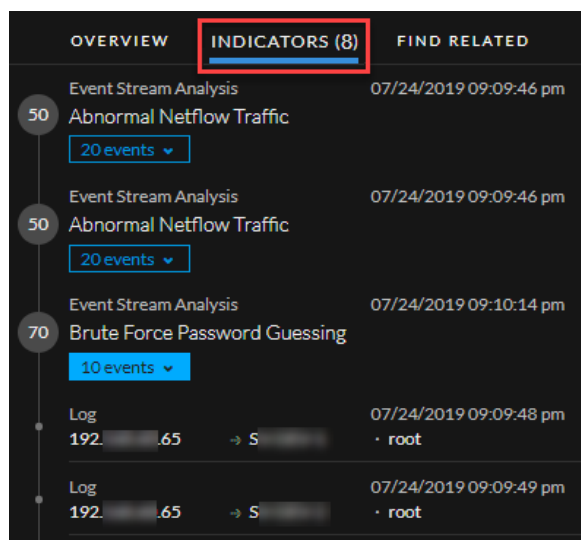 OVERVIEW INDICATORS (8) FIND RELATED
Event Stream Analysis 07/24/2019 09:09:46 pm
50 Abnormal Netflow Traffic
20 events
Event Stream Analysis 07/24/2019 09:09:46 pm
50 Abnormal Netflow Traffic
20 events
Event Stream Analysis 07/24/2019 09:10:14 pm
70 Brute Force Password Guessing
10 events
Log 07/24/2019 09:09:48 pm
192. .65 → S · root
Log 07/24/2019 09:09:49 pm
192. .65 → S · root